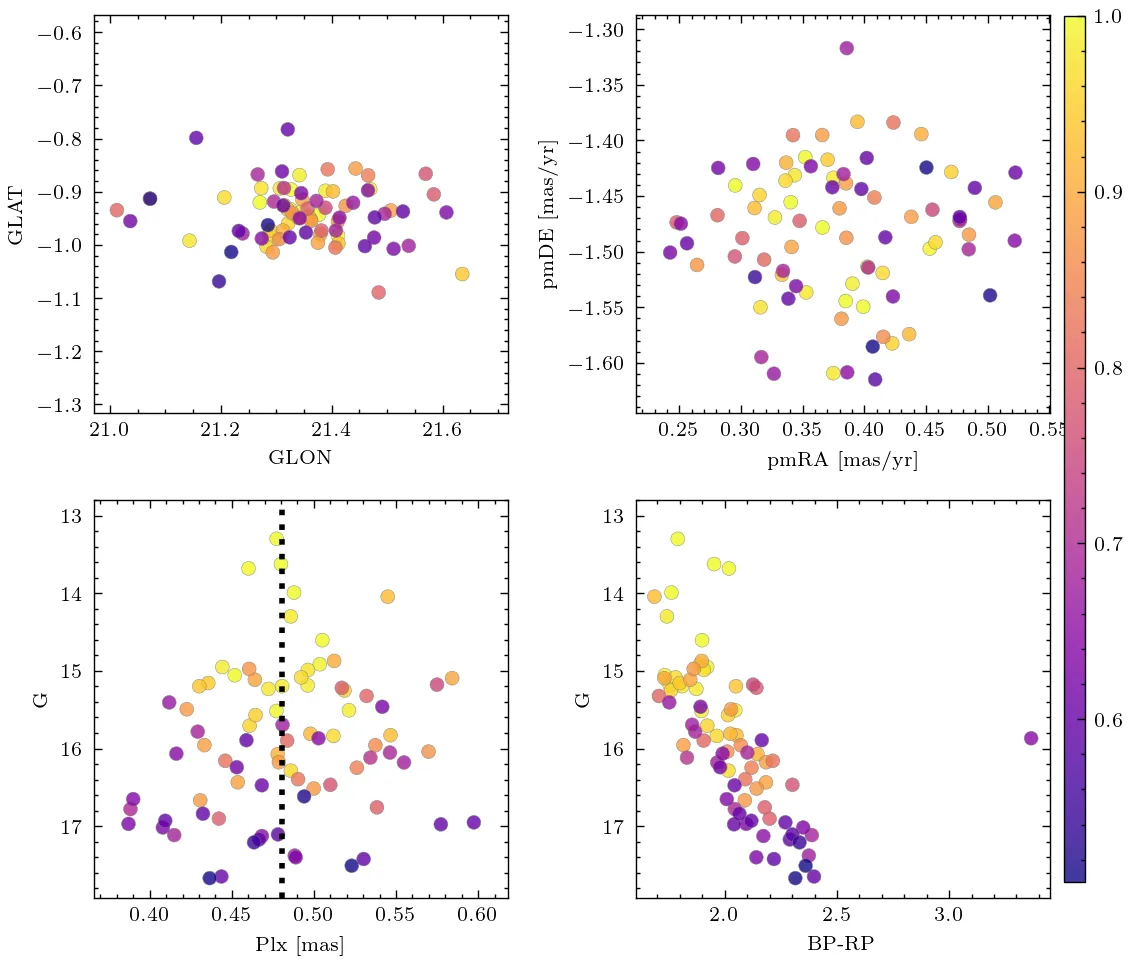 −0.6
−0.7
−0.8
−0.9
−1.0
−1.1
−1.2
−1.3
GLAT
21.0 21.2 21.4 21.6
GLON
−1.30
−1.35
−1.40
−1.45
−1.50
−1.55
−1.60
pmDE [mas/yr]
0.25 0.30 0.35 0.40 0.45 0.50 0.55
pmRA [mas/yr]
1.0
0.9
0.8
0.7
0.6
13
14
15
16
17
G
0.40 0.45 0.50 0.55 0.60
Plx [mas]
13
14
15
16
17
G
2.0 2.5 3.0
BP-RP